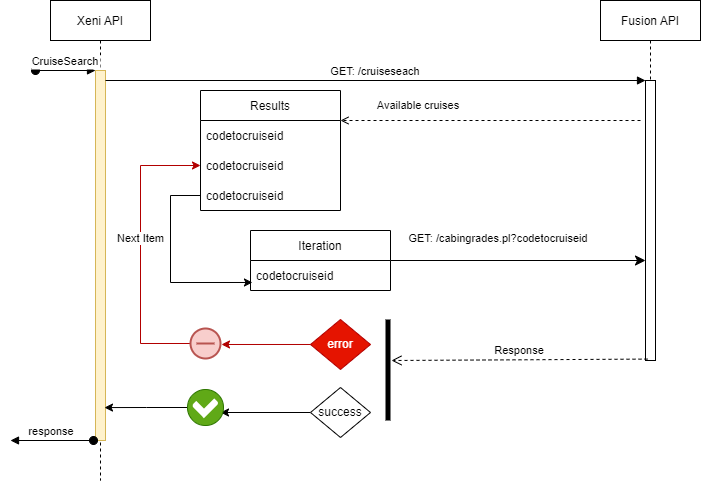 Xeni API
Fusion API
CruiseSearch
GET: /cruiseseach
Results
Available cruises
codetocruiseid
codetocruiseid
codetocruiseid
Next Item
Iteration
GET: /cabingrades.pl?codetocruiseid
codetocruiseid
error
Response
success
response